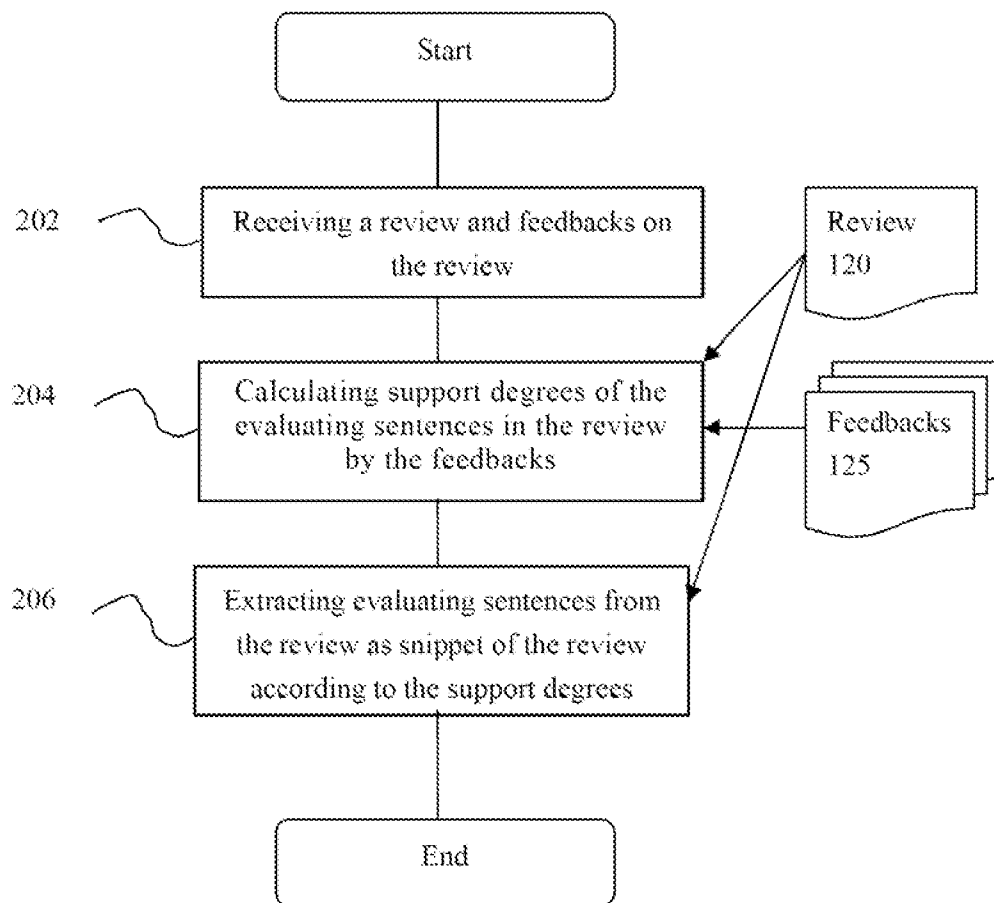 Start
202
Receiving a review and feedbacks on
the review
Review
120
204
Calculating support degrees of the
evaluating sentences in the review
by the feedbacks
Feedbacks
125
206
Extracting evaluating sentences from
the review as snippet of the review
according to the support degrees
End